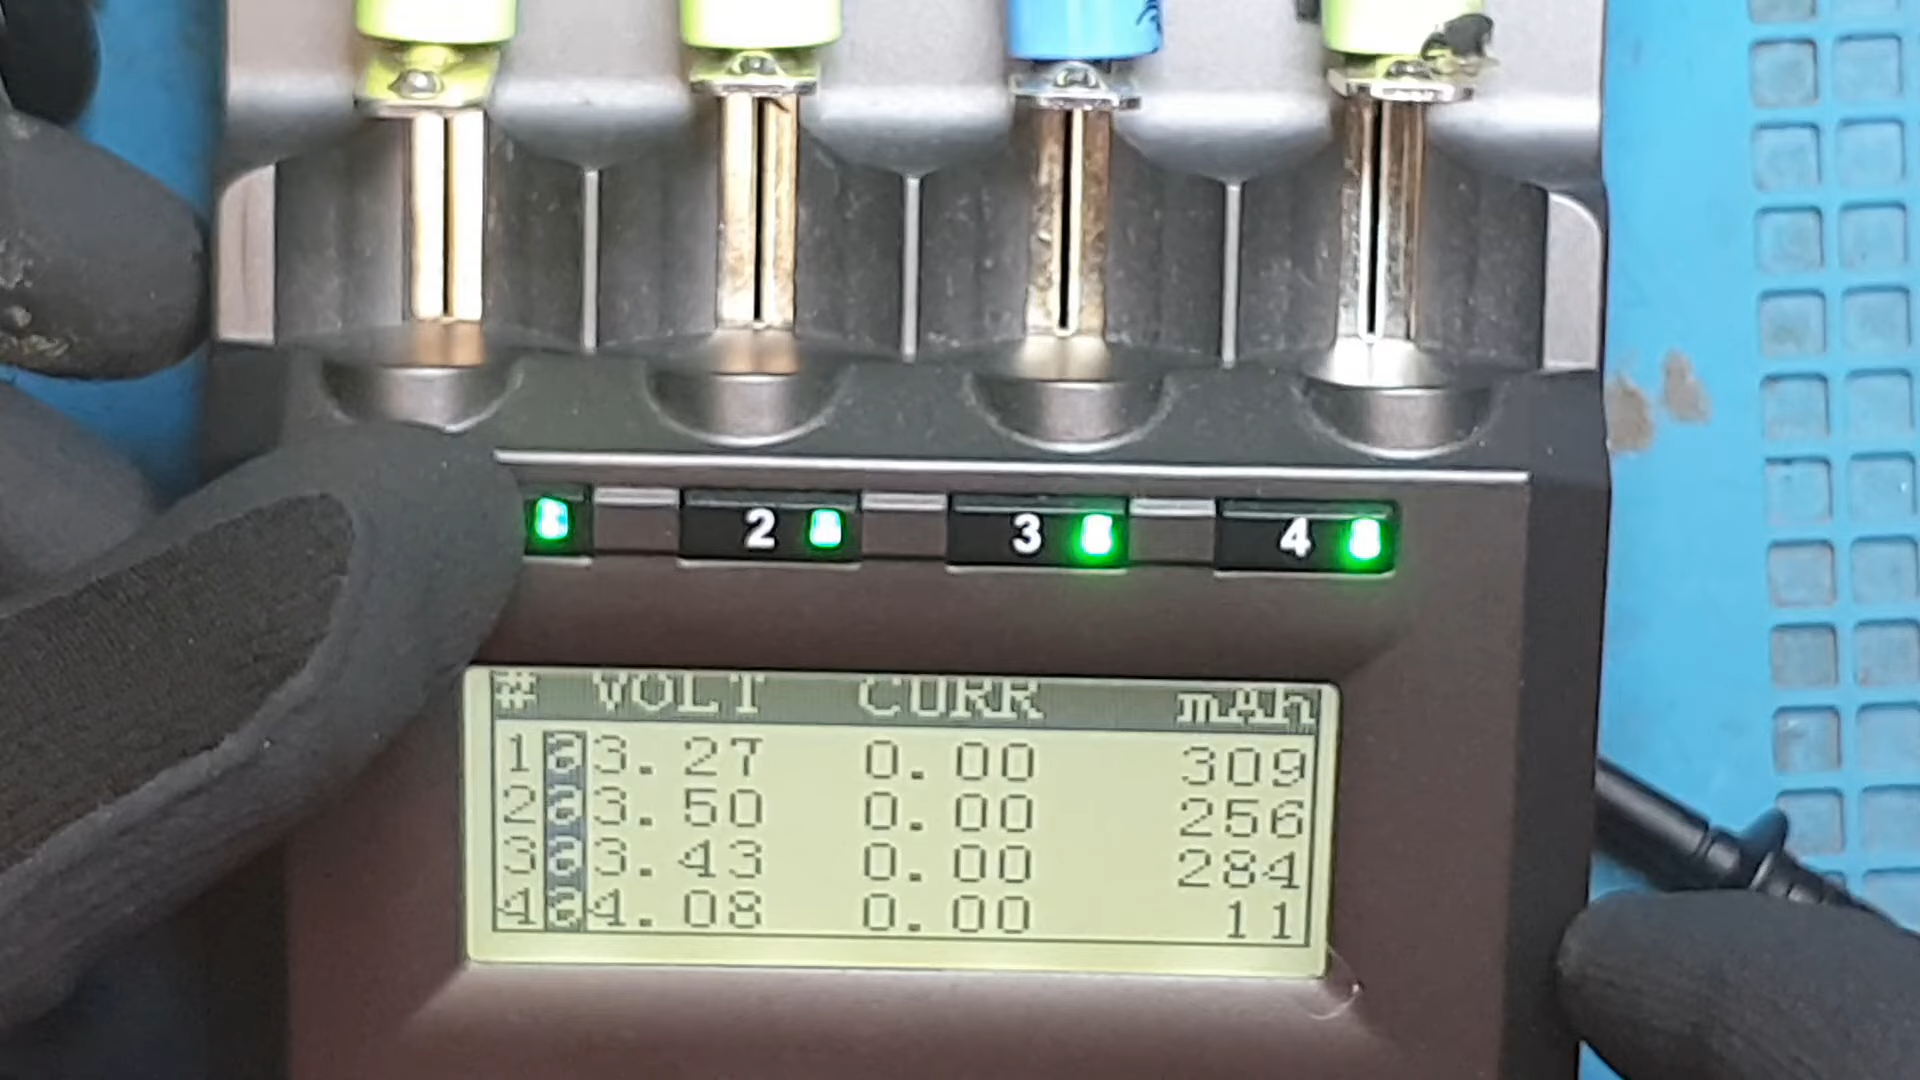 2 3 4
# VOLT CURR mAh
1 a 3.27 0.00 309
2 a 3.50 0.00 256
3 a 3.43 0.00 284
4 a 4.08 0.00 11